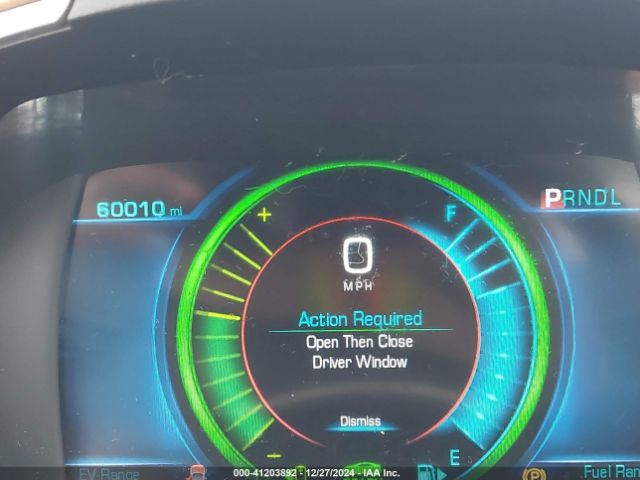 60010 mi
PRNDL
+
F
0
MPH
Action Required
Open Then Close
Driver Window
Dismiss
-
E
EV Range
Fuel Ran
000-41203892 - 12/27/2024 - IAA Inc.